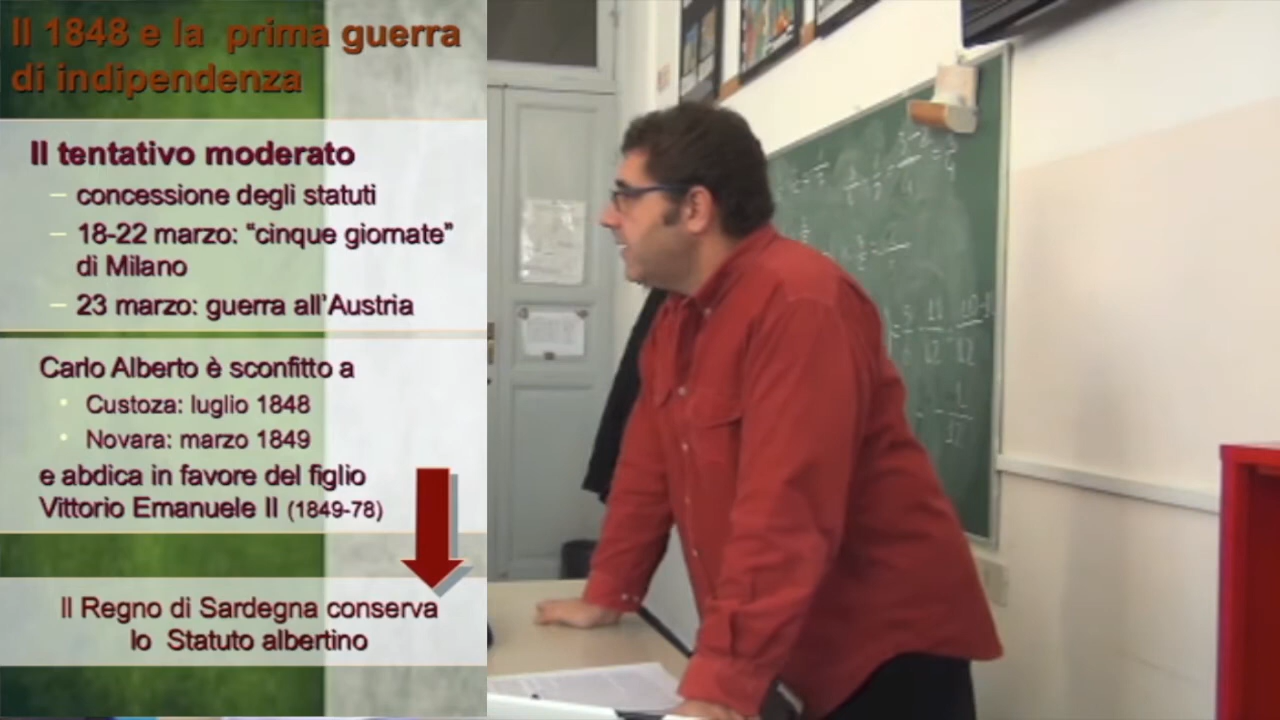 Il 1848 e la prima guerra
di indipendenza
Il tentativo moderato
– concessione degli statuti
– 18-22 marzo: “cinque giornate”
di Milano
– 23 marzo: guerra all’Austria
Carlo Alberto è sconfitto a
• Custoza: luglio 1848
• Novara: marzo 1849
e abdica in favore del figlio
Vittorio Emanuele II (1849-78)
Il Regno di Sardegna conserva
lo Statuto albertino